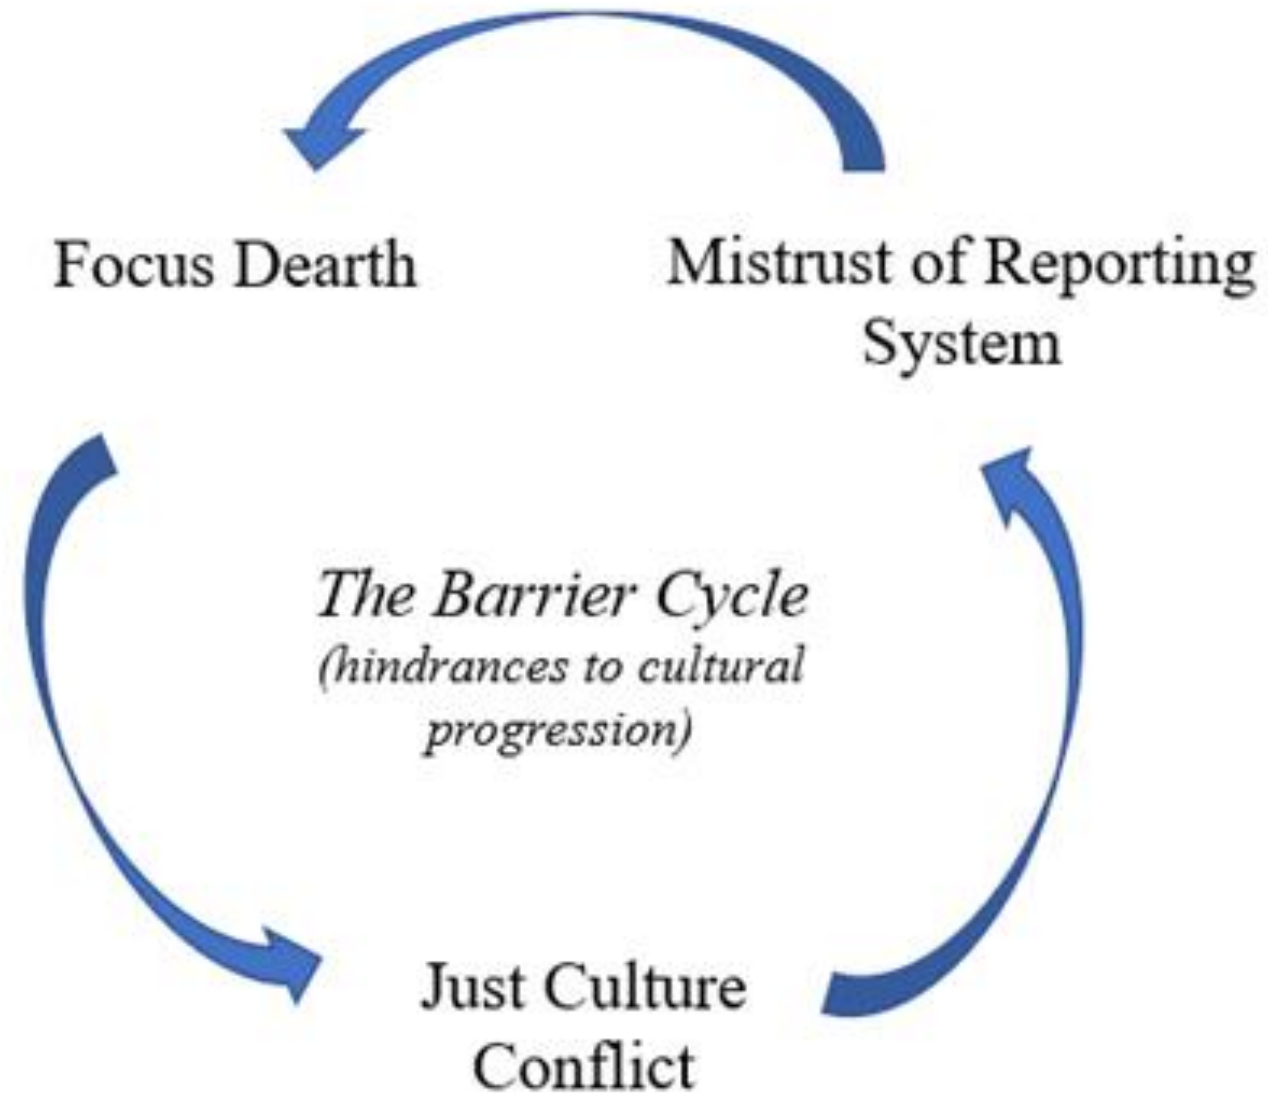 Focus Dearth
Mistrust of Reporting
System
The Barrier Cycle
(hindrances to cultural
progression)
Just Culture
Conflict